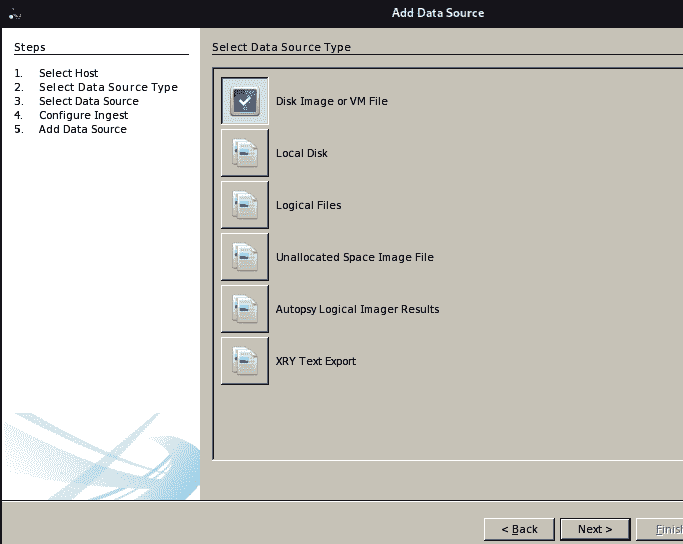 Add Data Source
Steps
1. Select Host
2. Select Data Source Type
3. Select Data Source
4. Configure Ingest
5. Add Data Source
Select Data Source Type
Disk Image or VM File
Local Disk
Logical Files
Unallocated Space Image File
Autopsy Logical Imager Results
XRY Text Export
< Back
Next >
Finish